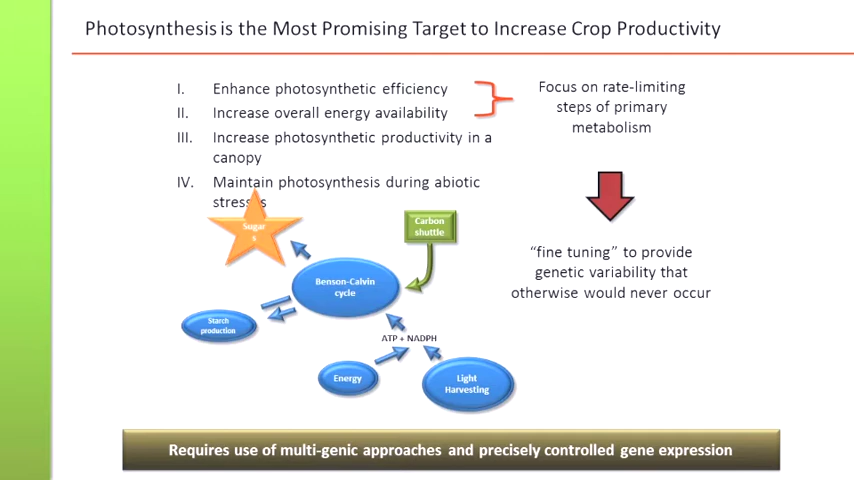 Photosynthesis is the Most Promising Target to Increase Crop Productivity
I. Enhance photosynthetic efficiency
II. Increase overall energy availability
III. Increase photosynthetic productivity in a
canopy
IV. Maintain photosynthesis during abiotic
stresses
Focus on rate-limiting
steps of primary
metabolism
"fine tuning" to provide
genetic variability that
otherwise would never occur
Sugar
s
Carbon
shuttle
Benson-Calvin
cycle
Starch
production
ATP + NADPH
Energy
Light
Harvesting
Requires use of multi-genic approaches and precisely controlled gene expression